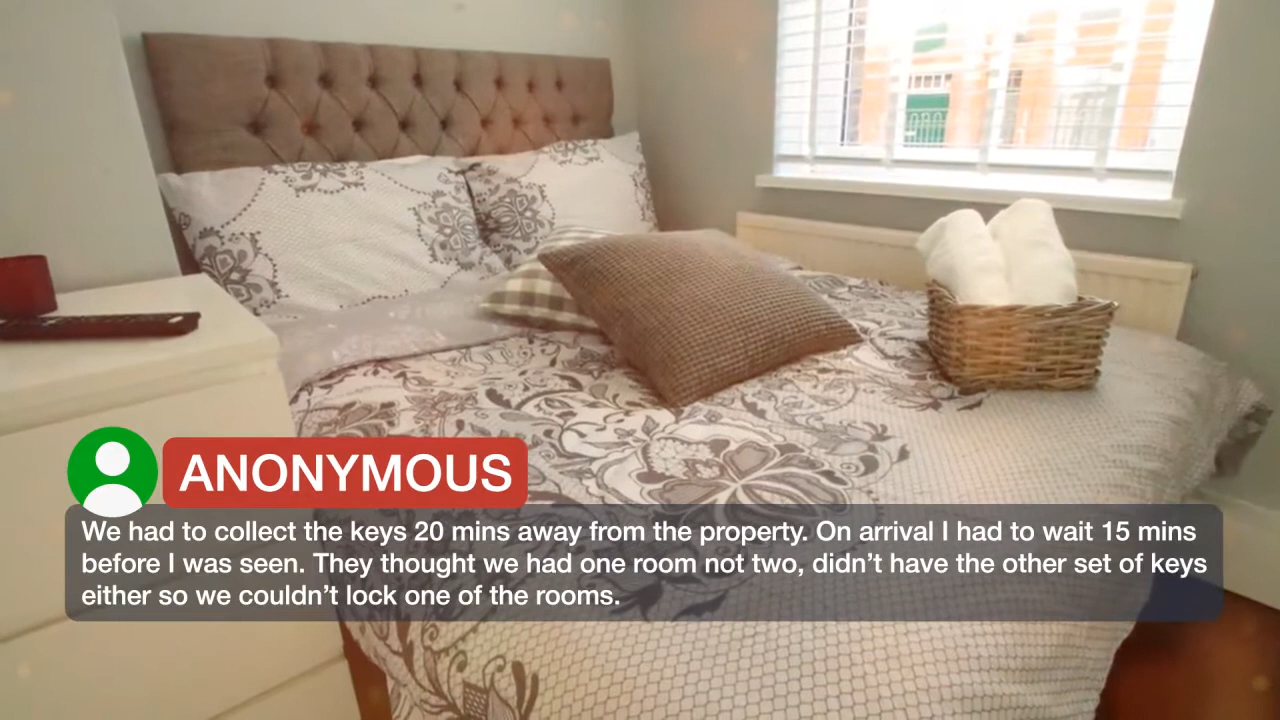 ANONYMOUS
We had to collect the keys 20 mins away from the property. On arrival I had to wait 15 mins
before I was seen. They thought we had one room not two, didn’t have the other set of keys
either so we couldn’t lock one of the rooms.